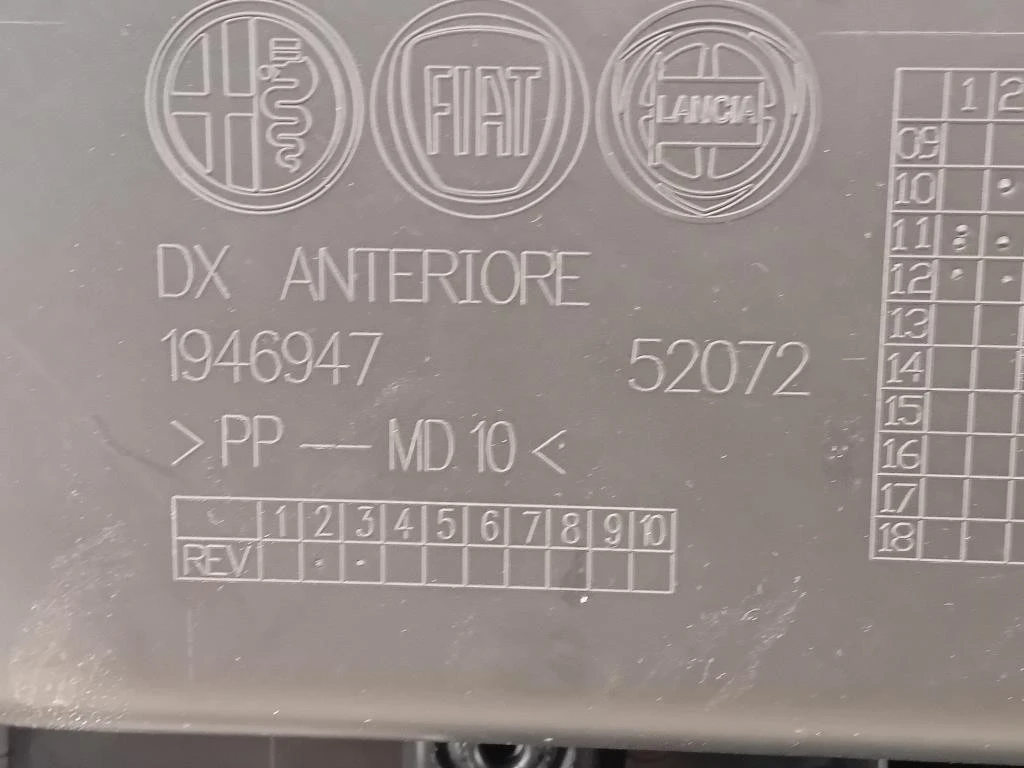 FIAT
LANCIA
DX ANTERIORE
1946947 52072
>PP — MD 10<
1 2 3 4 5 6 7 8 9 10
REV
1 2
09
10
11
12
13
14
15
16
17
18